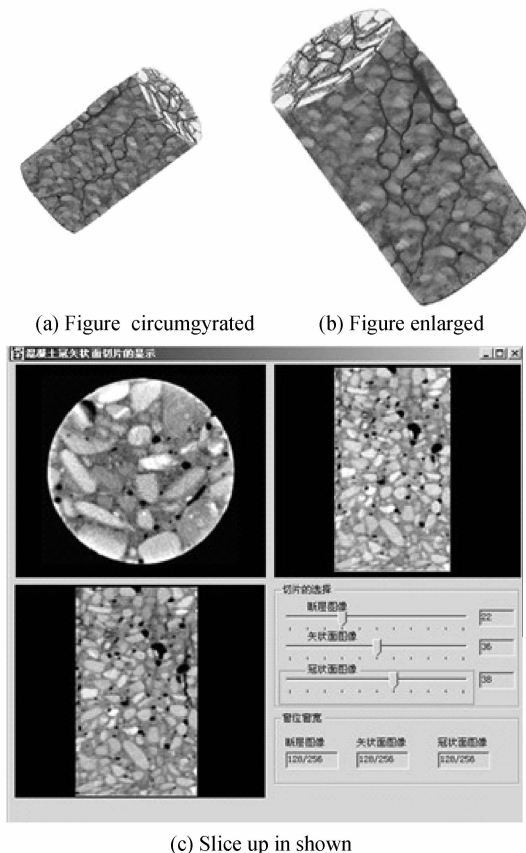 (a) Figure circumgyrated
(b) Figure enlarged
混凝土冠矢状面切片的显示
切片的选择
断层图像
22
矢状面图像
36
冠状面图像
38
窗位窗宽
断层图像
矢状面图像
冠状面图像
128/256
128/256
128/256
(c) Slice up in shown